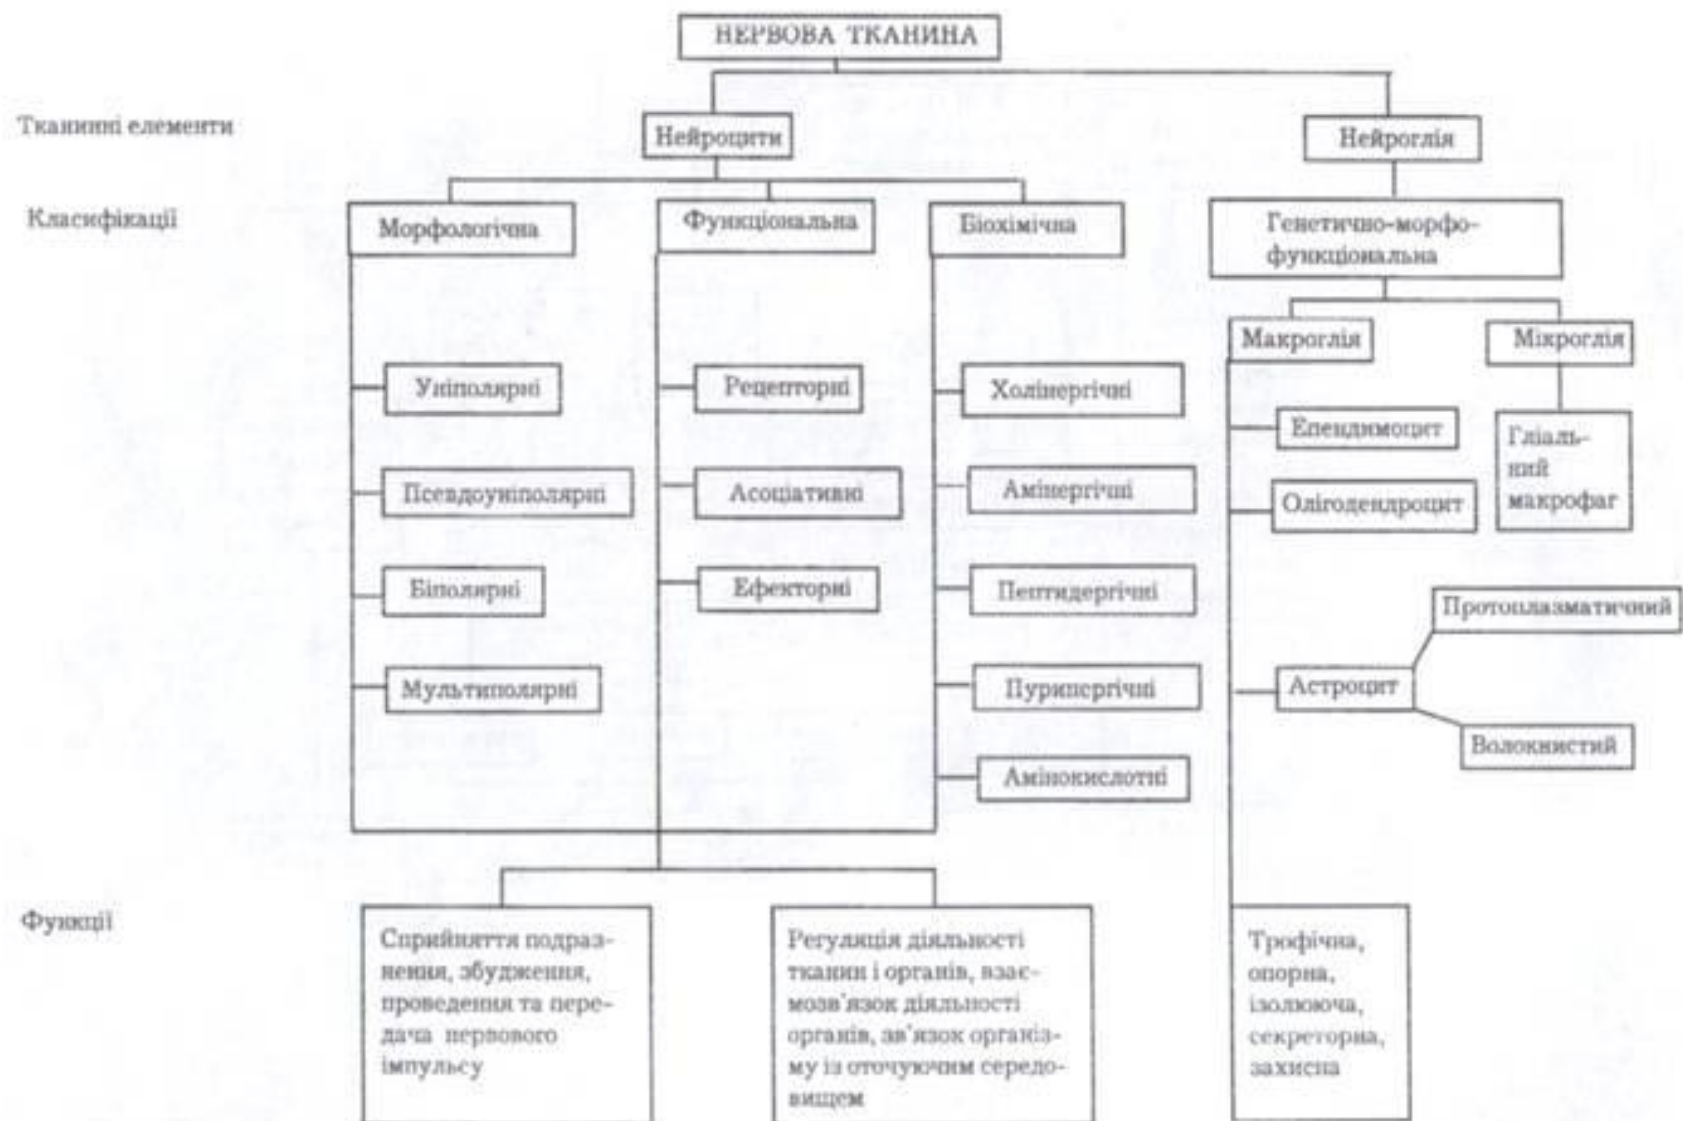 НЕРВОВА ТКАНИНА
Тканинні елементи
Нейроцити
Нейроглія
Класифікації
Морфологічна
Функціональна
Біохімічна
Генетично-морфо-
функціональна
Макроглія
Мікроглія
Уніполярні
Рецепторні
Холінергічні
Епендимоцит
Гліаль-
ний
макрофаг
Псевдоуніполярні
Асоціативні
Амінергічні
Олігодендроцит
Біполярні
Ефекторні
Пептидергічні
Протоплазматичний
Мультиполярні
Пуринергічні
Астроцит
Волокнистий
Амінокислотні
Функції
Сприйняття подраз-
нення, збудження,
проведення та пере-
дача нервового
імпульсу
Регуляція діяльності
тканин і органів, взає-
мозв'язок діяльності
органів, зв'язок організ-
му із оточуючим середо-
вищем
Трофічна,
опорна,
ізолююча,
секреторна,
захисна